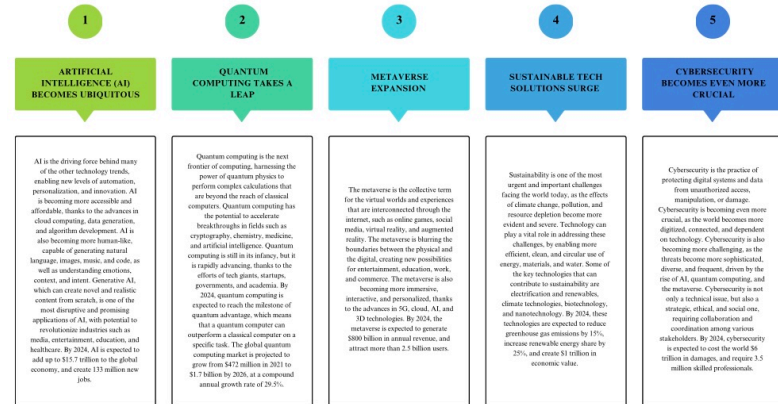 1
2
3
4
5
ARTIFICIAL
INTELLIGENCE (AI)
BECOMES UBIQUITOUS
QUANTUM
COMPUTING TAKES A
LEAP
METAVERSE
EXPANSION
SUSTAINABLE TECH
SOLUTIONS SURGE
CYBERSECURITY
BECOMES EVEN MORE
CRUCIAL
AI is the driving force behind many
of the other technology trends,
enabling new levels of automation,
personalization, and innovation. AI
is becoming more accessible and
affordable, thanks to the advances in
cloud computing, data generation,
and algorithm development. AI is
also becoming more human-like,
capable of generating natural
language, images, music, and code, as
well as understanding emotions,
context, and intent. Generative AI,
which can create novel and realistic
content from scratch, is one of the
most disruptive and promising
applications of AI, with potential to
revolutionize industries such as
media, entertainment, education, and
healthcare. By 2024, AI is expected to
add up to $15.7 trillion to the global
economy, and create 133 million new
jobs.
Quantum computing is the next
frontier of computing, harnessing the
power of quantum physics to
perform complex calculations that
are beyond the reach of classical
computers. Quantum computing has
the potential to accelerate
breakthroughs in fields such as
cryptography, chemistry, medicine,
and artificial intelligence. Quantum
computing is still in its infancy, but it
is rapidly advancing, thanks to the
efforts of tech giants, startups,
governments, and academia. By
2024, quantum computing is
expected to reach the milestone of
quantum advantage, which means
that a quantum computer can
outperform a classical computer on a
specific task. The global quantum
computing market is projected to
grow from $472 million in 2021 to
$1.7 billion by 2026, at a compound
annual growth rate of 29.5%.
The metaverse is the collective term
for the virtual worlds and
experiences that are interconnected through the
internet, such as online games, social
media, virtual reality, and augmented
reality. The metaverse is blurring the
boundaries between the physical and
the digital, creating new possibilities
for entertainment, education, work,
and commerce. The metaverse is also
becoming more immersive,
interactive, and personalized, thanks
to the advances in 5G, cloud, AI, and
3D technologies. By 2024, the
metaverse is expected to generate
$800 billion in annual revenue, and
attract more than 2.5 billion users.
Sustainability is one of the most
urgent and important challenges
facing the world today, as the effects
of climate change, pollution, and
resource depletion become more
evident and severe. Technology can
play a vital role in addressing these
challenges, by enabling more
efficient, clean, and circular use of
energy, materials, and water. Some of
the key technologies that can
contribute to sustainability are
electrification and renewables,
climate technologies, biotechnology,
and nanotechnology. By 2024, these
technologies are expected to reduce
greenhouse gas emissions by 15%,
increase renewable energy share by
25%, and create $1 trillion in
economic value.
Cybersecurity is the practice of
protecting digital systems and data
from unauthorized access,
manipulation, or damage.
Cybersecurity is becoming even more
crucial, as the world becomes more
digitized, connected, and dependent
on technology. Cybersecurity is also
becoming more challenging, as the
threats become more sophisticated,
diverse, and frequent, driven by the
rise of AI, quantum computing, and
the metaverse. Cybersecurity is not
only a technical issue, but also a
strategic, ethical, and social one,
requiring collaboration and
coordination among various
stakeholders. By 2024, cybersecurity
is expected to cost the world $6
trillion in damages, and require 3.5
million skilled professionals.